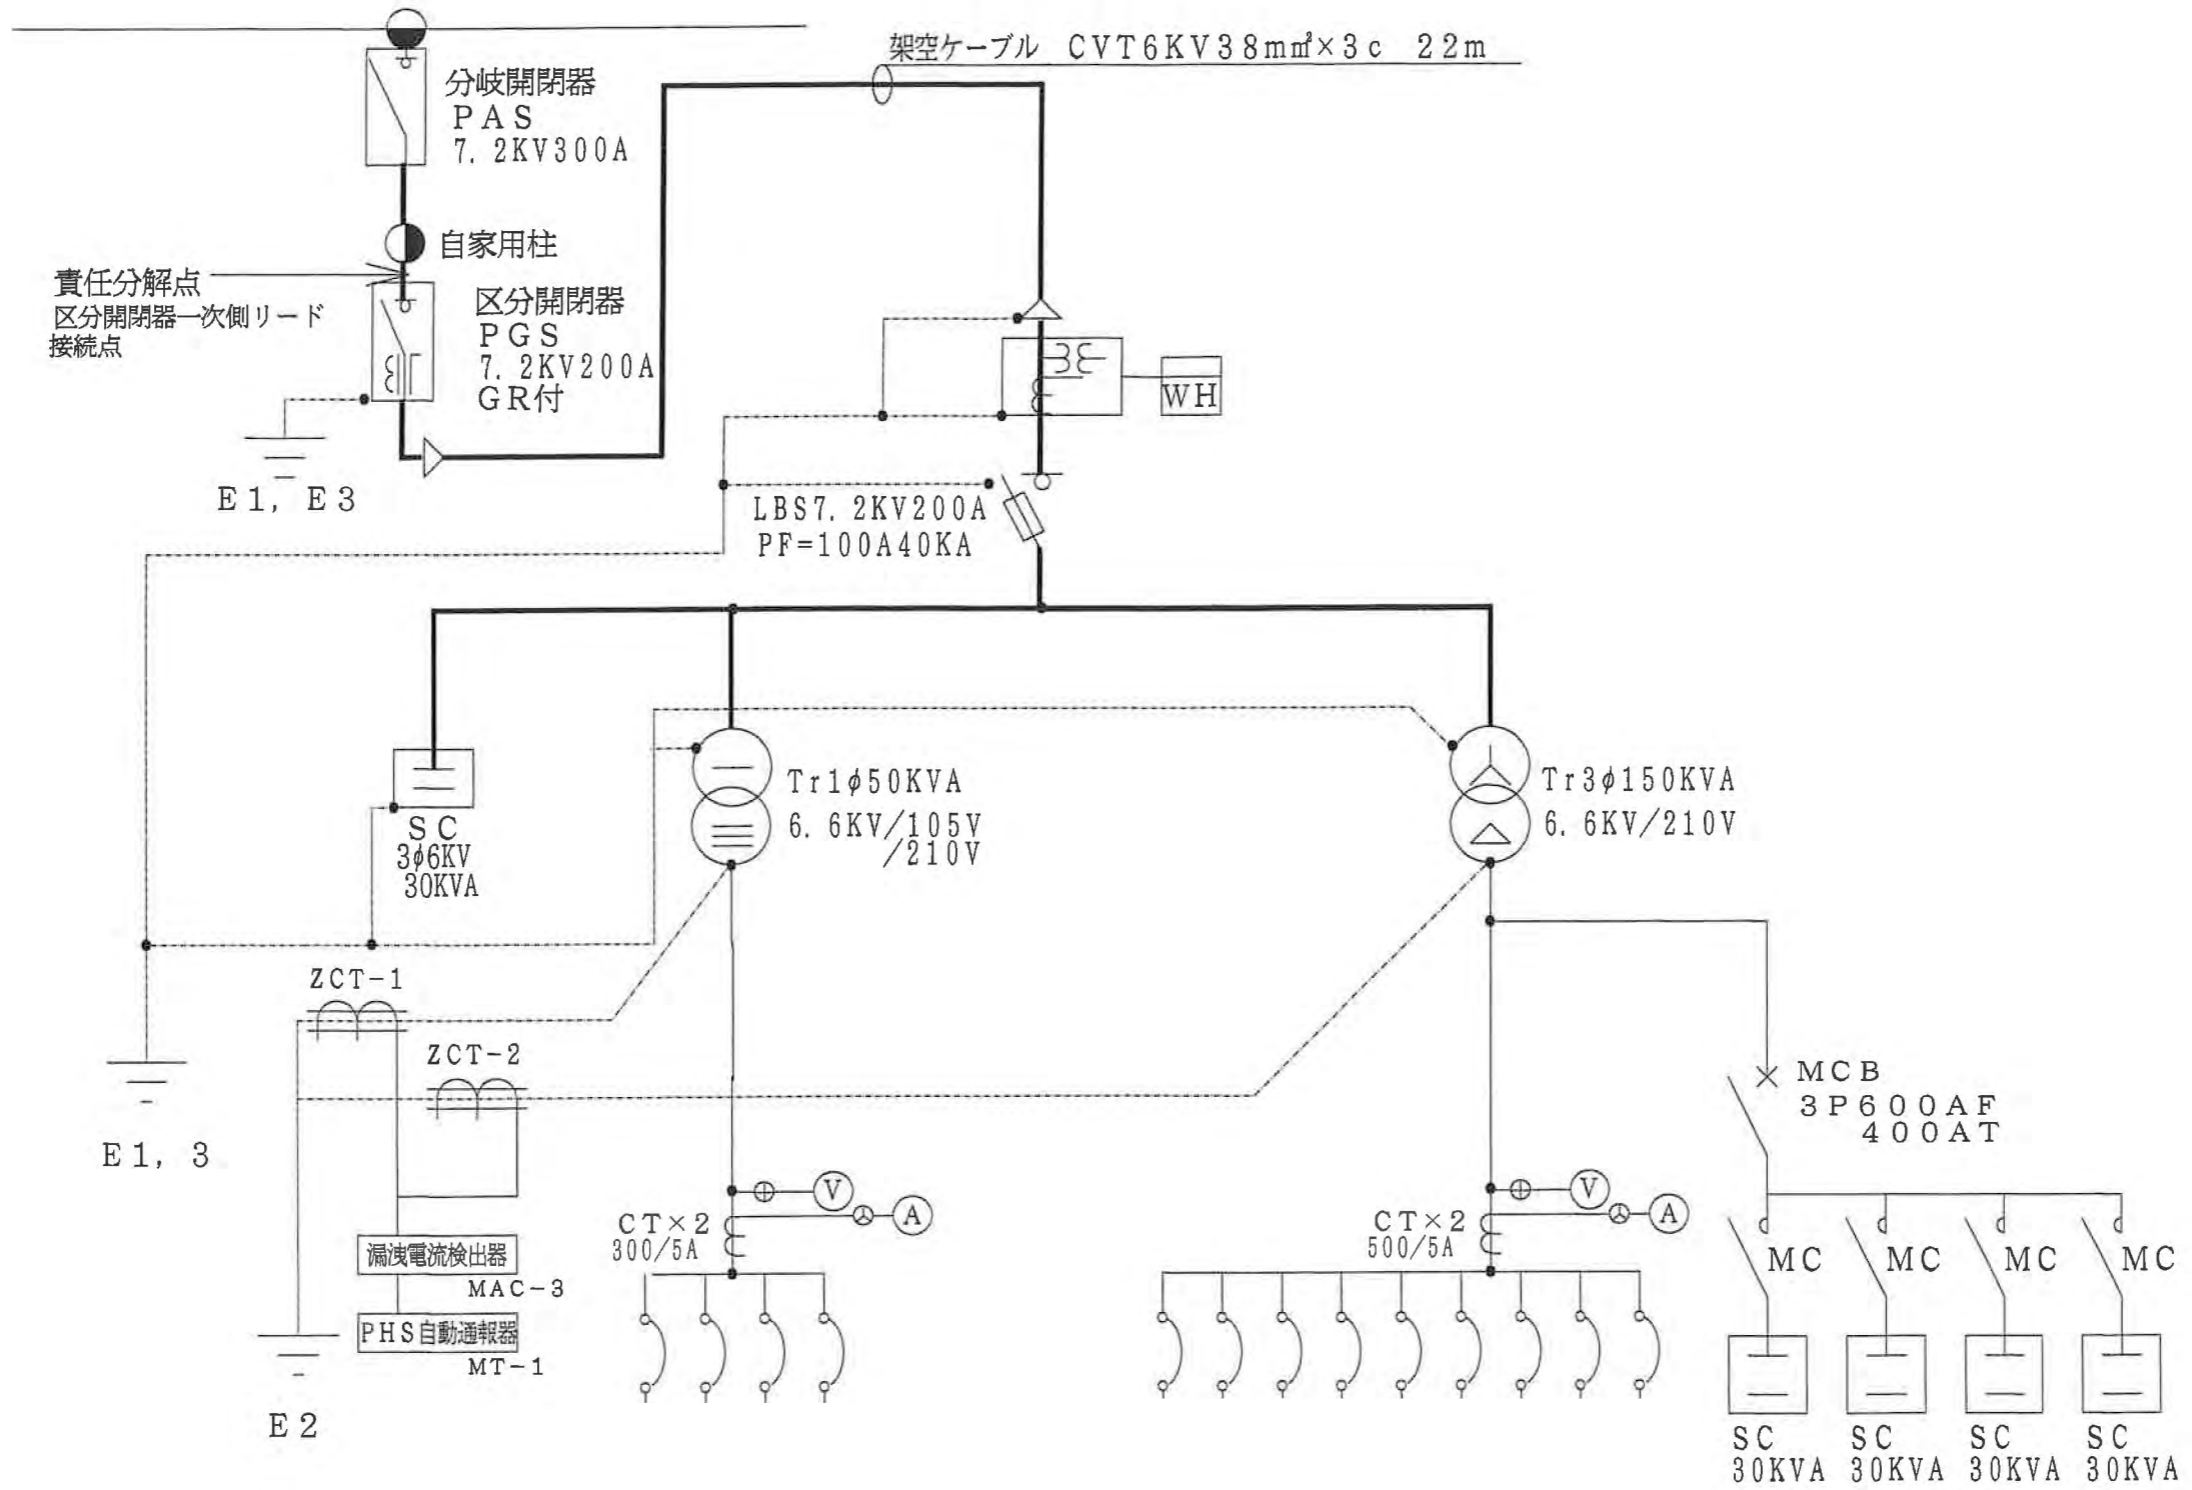 架空ケーブル CVT6KV38m㎡×3c 22m
分岐開閉器
PAS
7.2KV300A
自家用柱
責任分解点
区分開閉器一次側リード
接続点
区分開閉器
PGS
7.2KV200A
GR付
E1, E3
WH
LBS7.2KV200A
PF=100A40KA
SC
3φ6KV
30KVA
Tr1φ50KVA
6.6KV/105V
/210V
Tr3φ150KVA
6.6KV/210V
ZCT-1
ZCT-2
E1, 3
MCB
3P600AF
400AT
V
A
CT×2
300/5A
V
A
CT×2
500/5A
MC
MC
MC
MC
漏洩電流検出器
MAC-3
PHS自動通報器
MT-1
E2
SC
30KVA
SC
30KVA
SC
30KVA
SC
30KVA